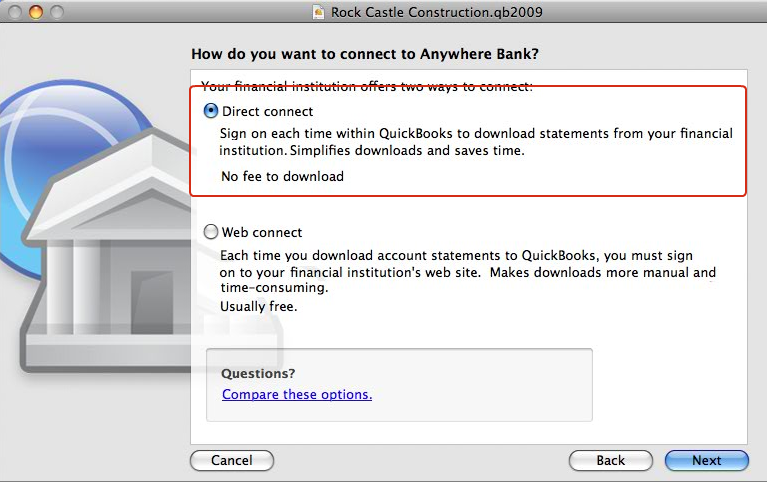 Rock Castle Construction.qb2009
How do you want to connect to Anywhere Bank?
Your financial institution offers two ways to connect:
Direct connect
Sign on each time within QuickBooks to download statements from your financial
institution. Simplifies downloads and saves time.
No fee to download
Web connect
Each time you download account statements to QuickBooks, you must sign
on to your financial institution's web site. Makes downloads more manual and
time-consuming.
Usually free.
Questions?
Compare these options.
Cancel
Back
Next